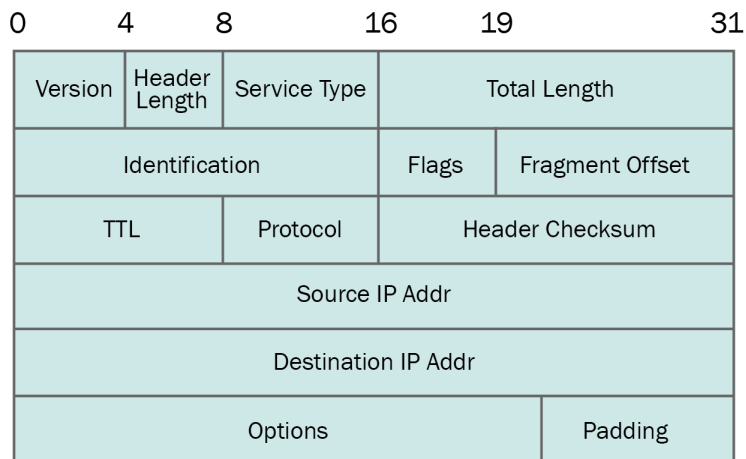 0 4 8 16 19 31
Version Header Length Service Type Total Length
Identification Flags Fragment Offset
TTL Protocol Header Checksum
Source IP Addr
Destination IP Addr
Options Padding